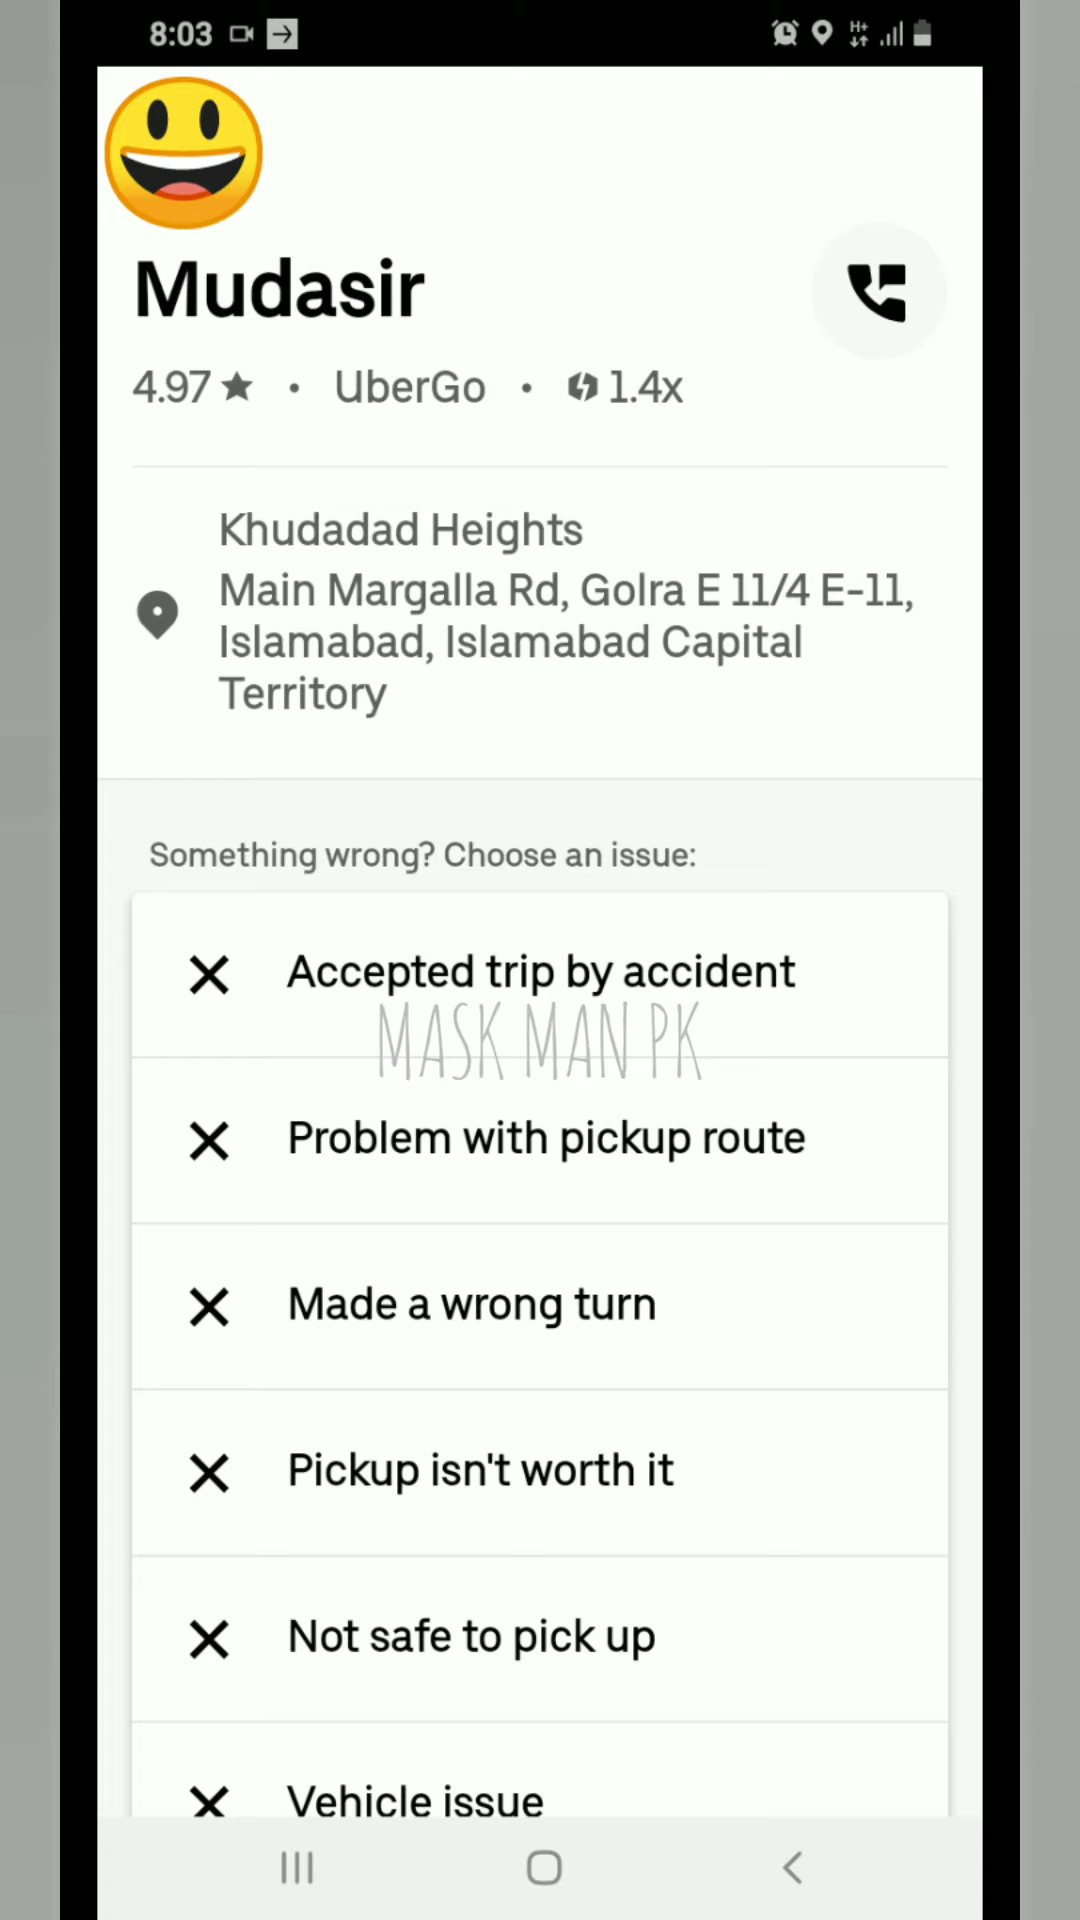 8:03
H+
Mudasir
4.97 ★ • UberGo • 1.4x
Khudadad Heights
Main Margalla Rd, Golra E 11/4 E-11,
Islamabad, Islamabad Capital
Territory
Something wrong? Choose an issue:
Accepted trip by accident
MASK MAN PK
Problem with pickup route
Made a wrong turn
Pickup isn't worth it
Not safe to pick up
Vehicle issue